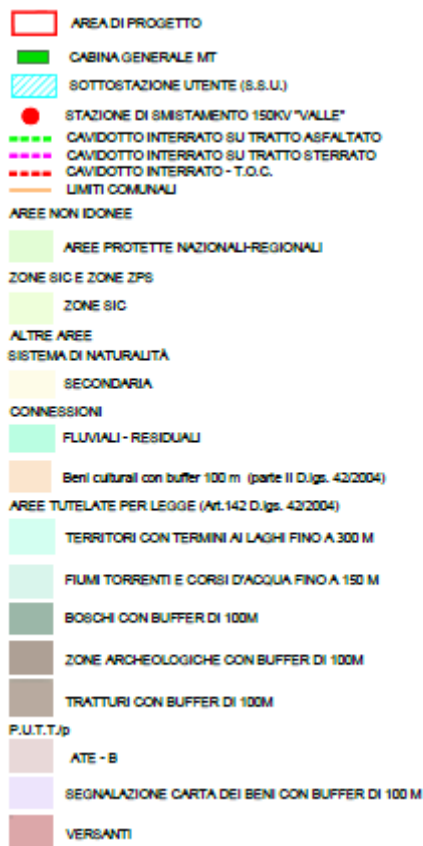 AREA DI PROGETTO
CABINA GENERALE MT
SOTTOSTAZIONE UTENTE (S.S.U.)
STAZIONE DI SMISTAMENTO 150KV "VALLE"
CAVIDOTTO INTERRATO SU TRATTO ASFALTATO
CAVIDOTTO INTERRATO SU TRATTO STERRATO
CAVIDOTTO INTERRATO - T.O.C.
LIMITI COMUNALI
AREE NON IDONEE
AREE PROTETTE NAZIONALI-REGIONALI
ZONE SIC E ZONE ZPS
ZONE SIC
ALTRE AREE
SISTEMA DI NATURALITÀ
SECONDARIA
CONNESSIONI
FLUVIALI - RESIDUALI
Beni culturali con buffer 100 m (parte II D.lgs. 42/2004)
AREE TUTELATE PER LEGGE (Art.142 D.lgs. 42/2004)
TERRITORI CON TERMINI AI LAGHI FINO A 300 M
FIUMI TORRENTI E CORSI D'ACQUA FINO A 150 M
BOSCHI CON BUFFER DI 100M
ZONE ARCHEOLOGICHE CON BUFFER DI 100M
TRATTURI CON BUFFER DI 100M
P.U.T.T./p
ATE - B
SEGNALAZIONE CARTA DEI BENI CON BUFFER DI 100 M
VERSANTI